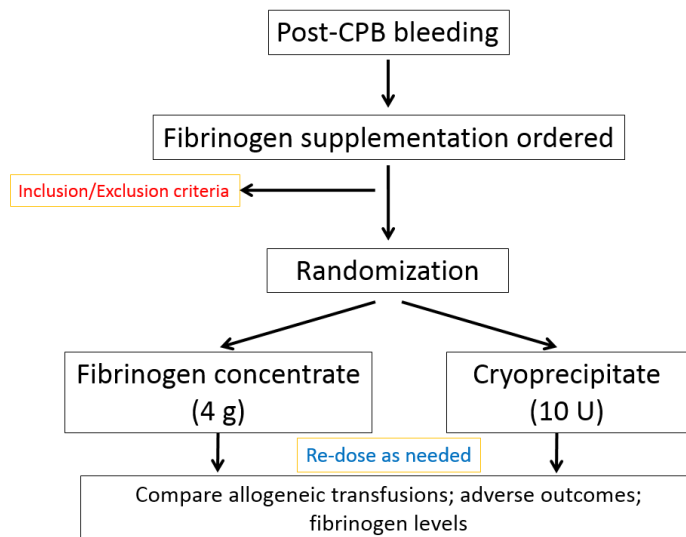 Post-CPB bleeding
Fibrinogen supplementation ordered
Inclusion/Exclusion criteria
Randomization
Fibrinogen concentrate
(4 g)
Cryoprecipitate
(10 U)
Re-dose as needed
Compare allogeneic transfusions; adverse outcomes;
fibrinogen levels